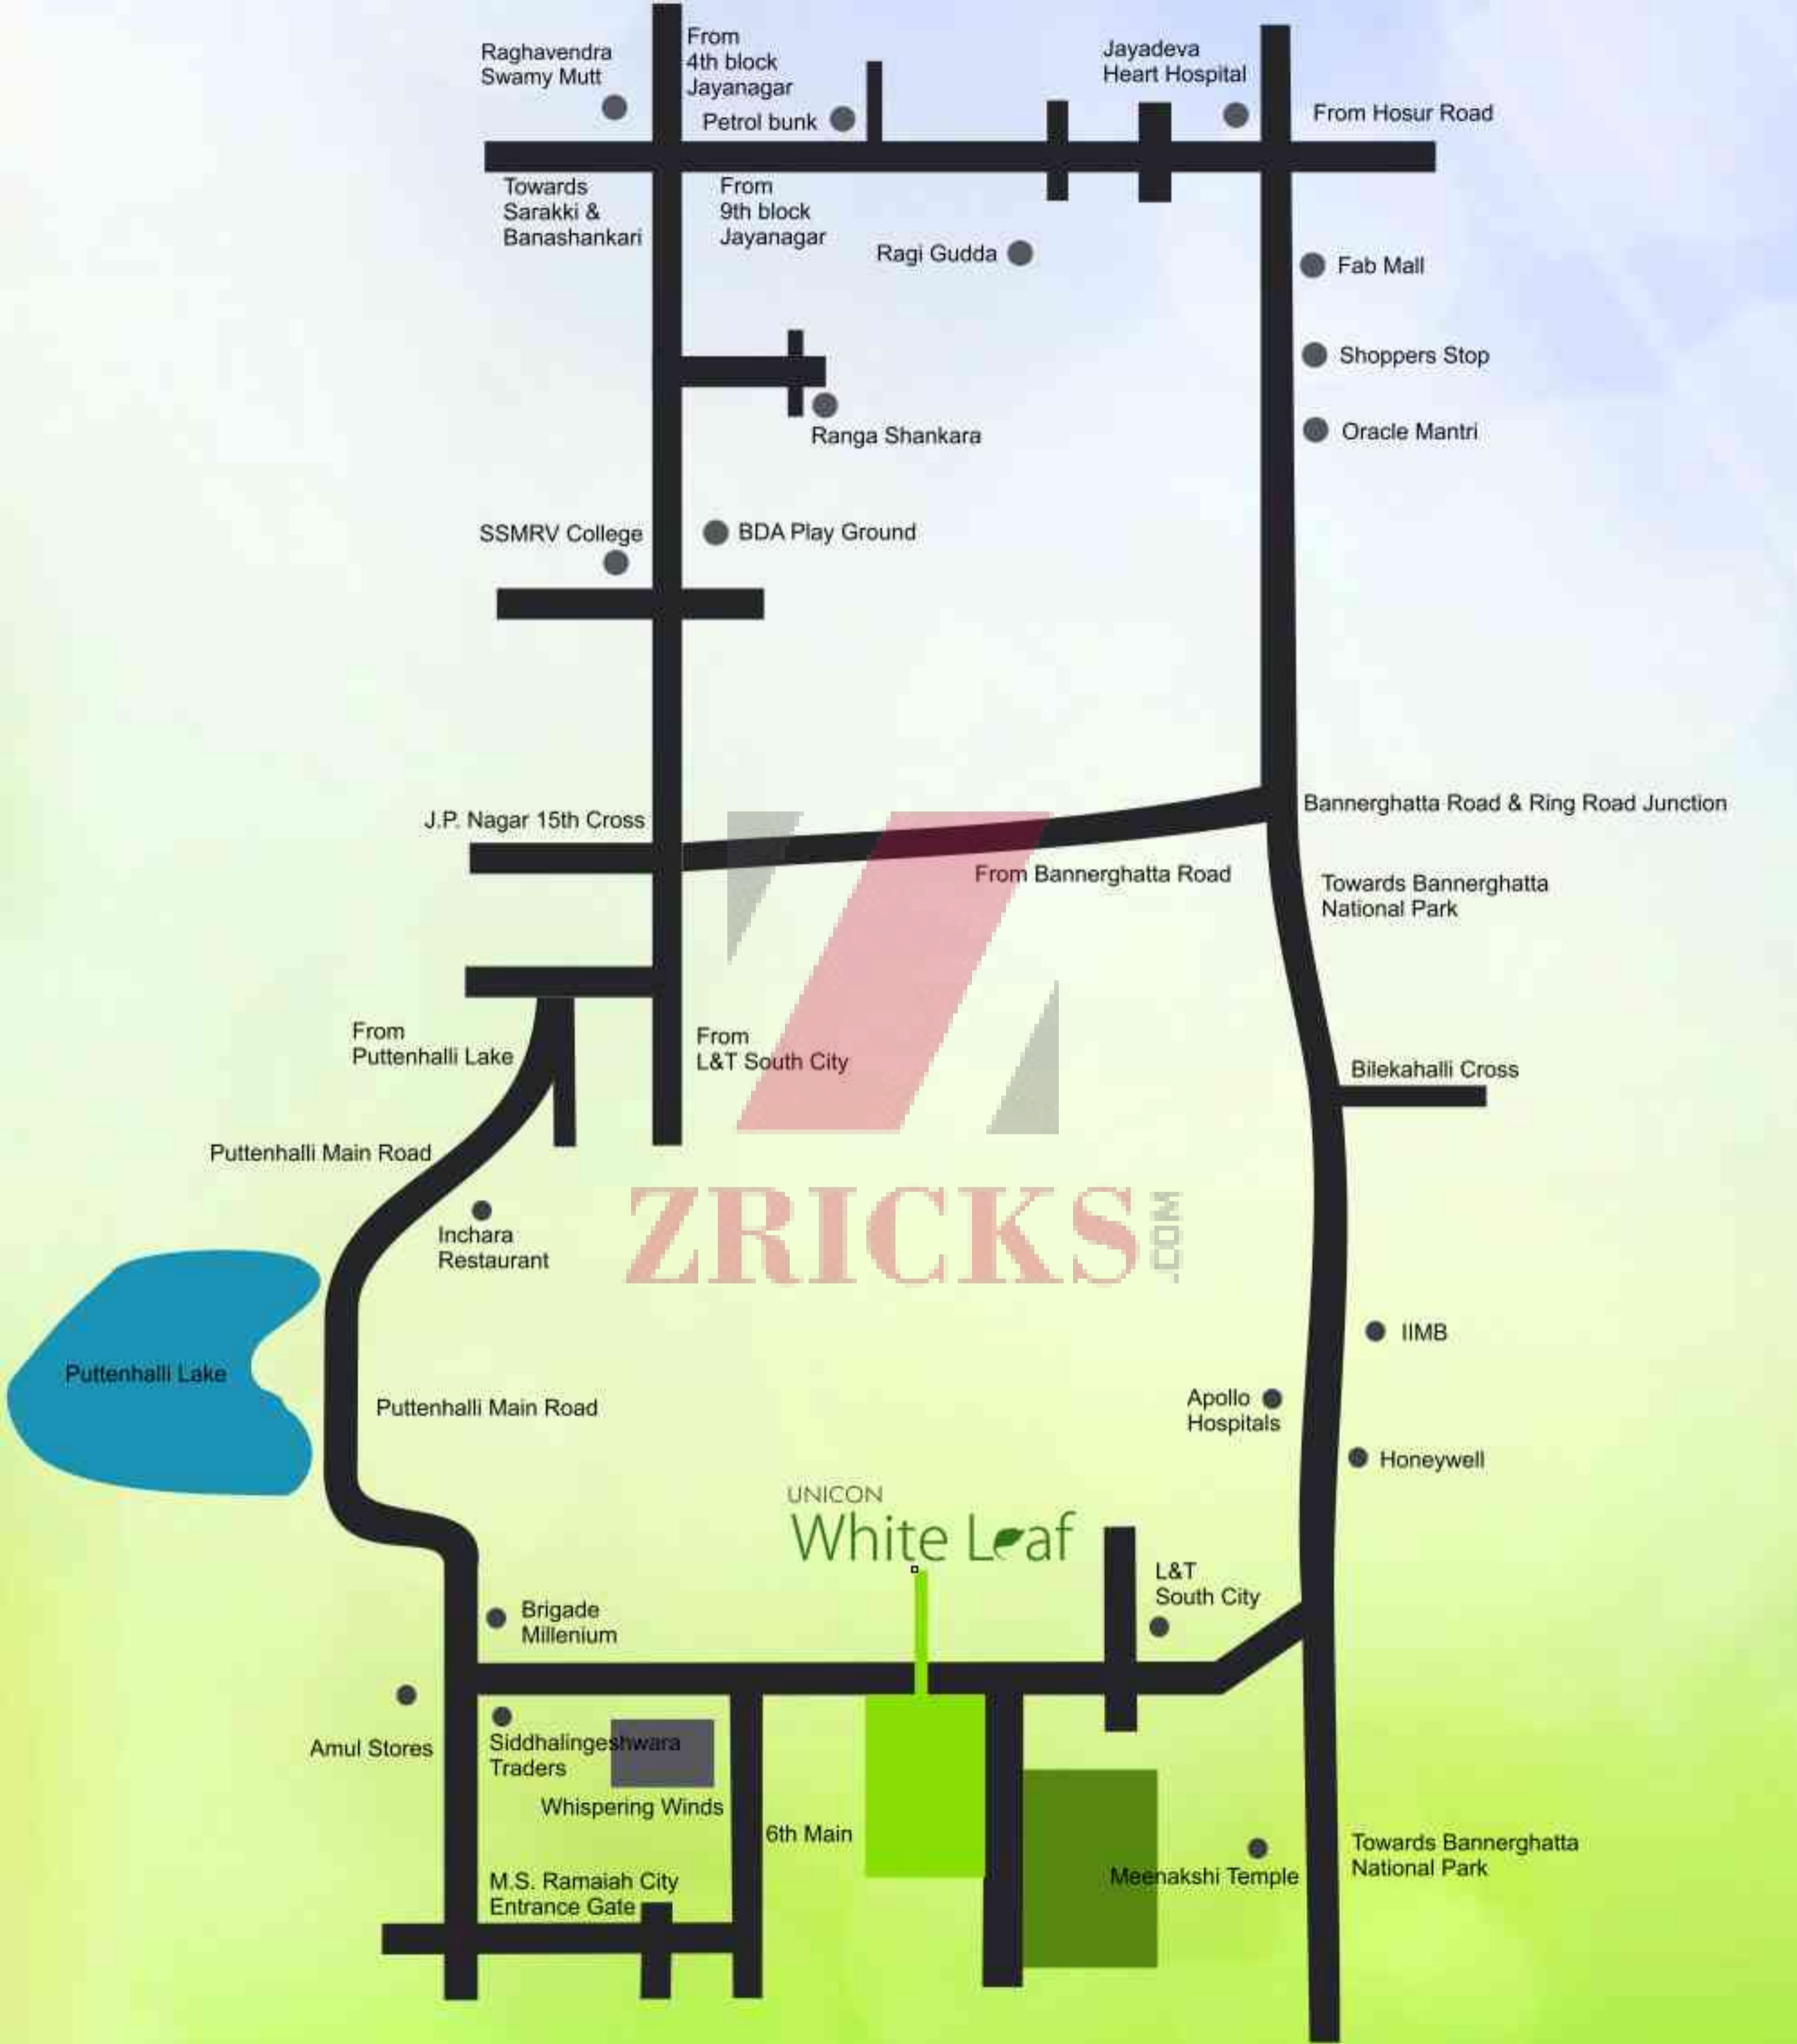 Raghavendra
Swamy Mutt
From
4th block
Jayanagar
Petrol bunk
Jayadeva
Heart Hospital
From Hosur Road
Towards
Sarakki &
Banashankari
From
9th block
Jayanagar
Ragi Gudda
Fab Mall
Shoppers Stop
Oracle Mantri
Ranga Shankara
SSMRV College
BDA Play Ground
J.P. Nagar 15th Cross
Bannerghatta Road & Ring Road Junction
From Bannerghatta Road
Towards Bannerghatta
National Park
From
Puttenhalli Lake
From
L&T South City
Bilekahalli Cross
Puttenhalli Main Road
ZRICKS.COM
Inchara
Restaurant
IIMB
Puttenhalli Lake
Puttenhalli Main Road
Apollo
Hospitals
Honeywell
UNICON
White Leaf
L&T
South City
Brigade
Millenium
Amul Stores
Siddhalingeshwara
Traders
Whispering Winds
6th Main
M.S. Ramaiah City
Entrance Gate
Meenakshi Temple
Towards Bannerghatta
National Park